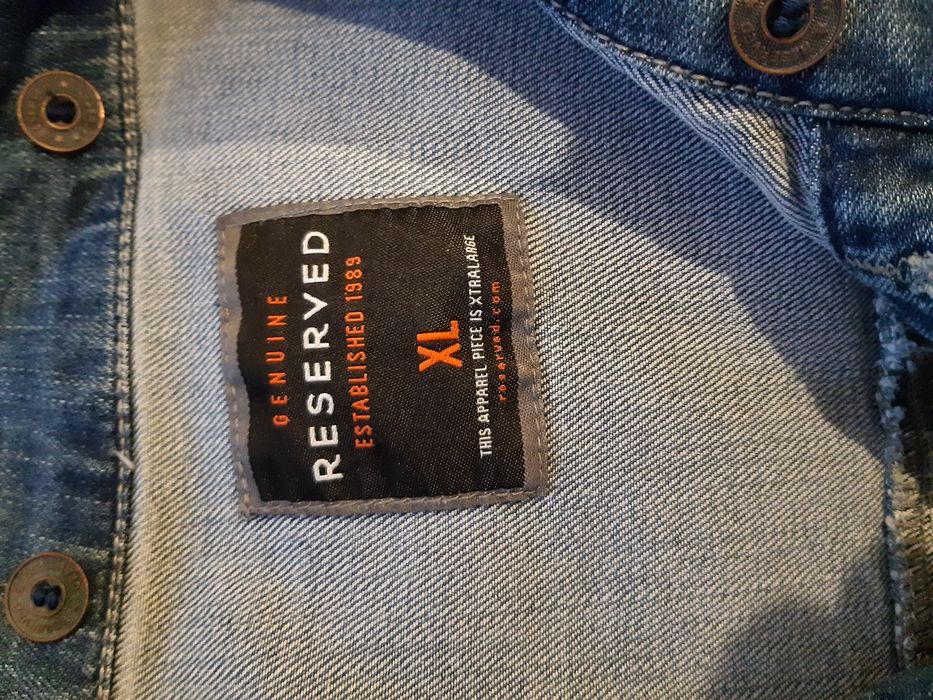 GENUINE
RESERVED
ESTABLISHED 1989
XL
THIS APPAREL PIECE IS XTRALARGE
reserved.com